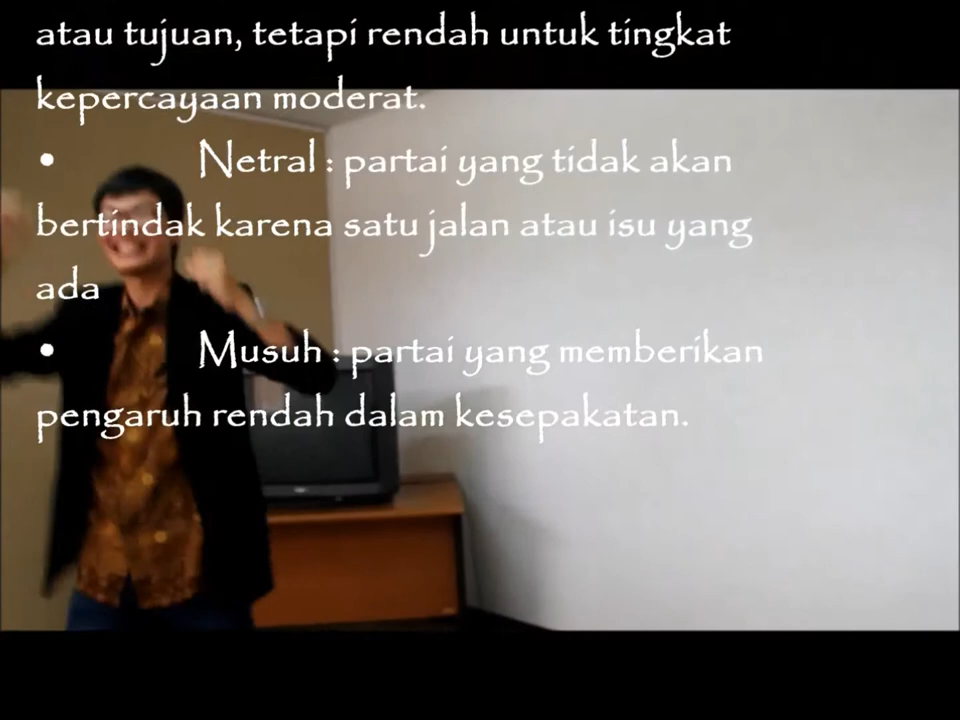 atau tujuan, tetapi rendah untuk tingkat
kepercayaan moderat.
• Netral : partai yang tidak akan
bertindak karena satu jalan atau isu yang
ada
• Musuh : partai yang memberikan
pengaruh rendah dalam kesepakatan.